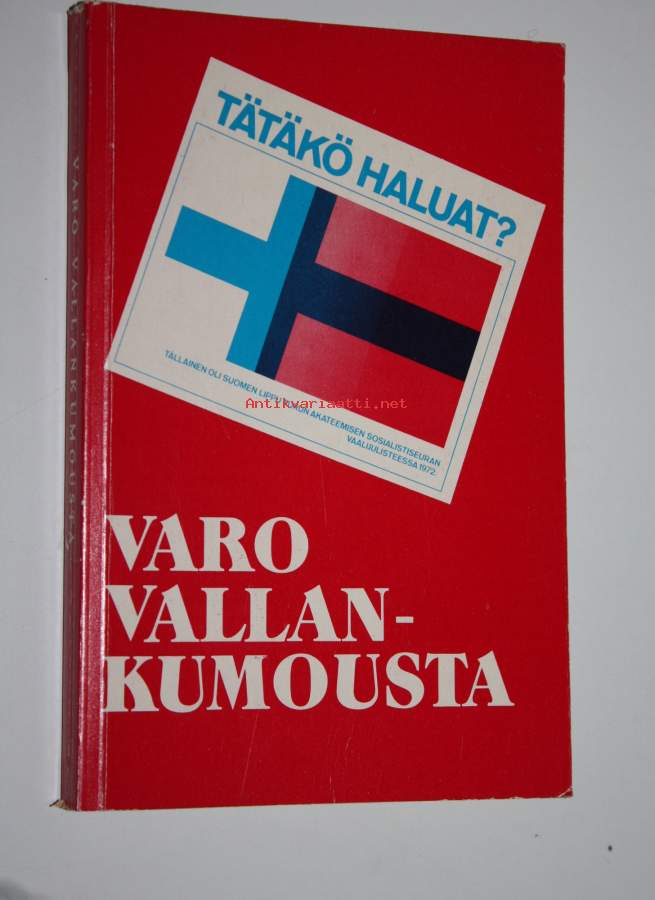 TÄTÄKÖ HALUAT?
TÄLLAINEN OLI SUOMEN LIPPU AKATEEMISEN SOSIALISTISEURAN
VAALIJULISTEESSA 1972.
Antikvariaatti.net
VARO
VALLAN-
KUMOUSTA
VARO VALLANKUMOUSTA